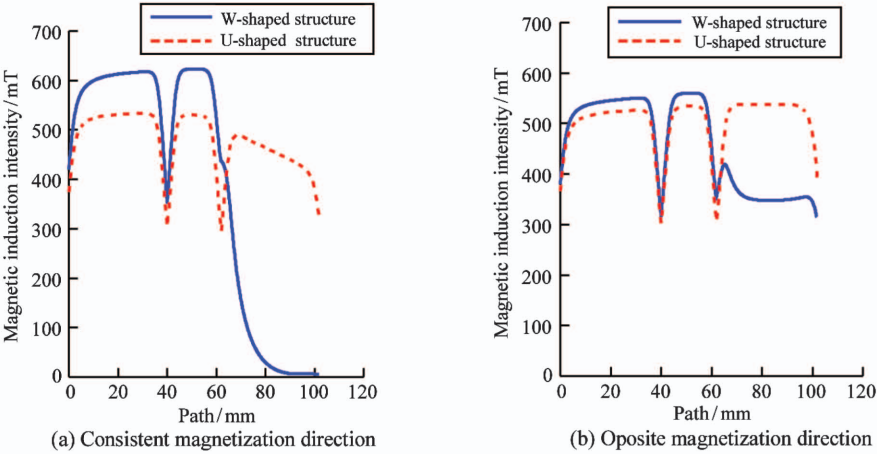 W-shaped structure
U-shaped structure
700
600
500
400
300
200
100
0
Magnetic induction intensity/mT
0 20 40 60 80 100 120
Path/mm
(a) Consistent magnetization direction
W-shaped structure
U-shaped structure
700
600
500
400
300
200
100
0
Magnetic induction intensity/mT
0 20 40 60 80 100 120
Path/mm
(b) Oposite magnetization direction